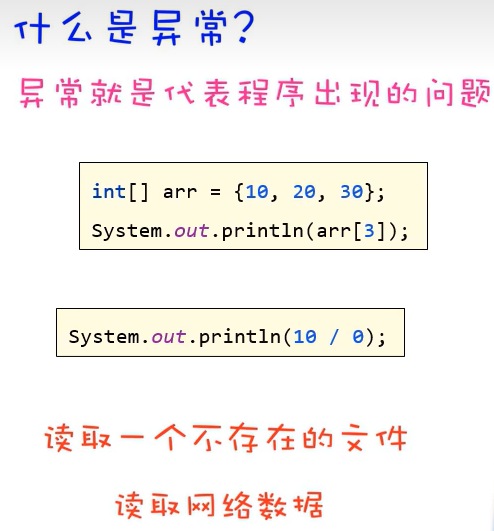 什么是异常?
异常就是代表程序出现的问题
int[] arr = {10, 20, 30};
System.out.println(arr[3]);
System.out.println(10 / 0);
读取一个不存在的文件
读取网络数据